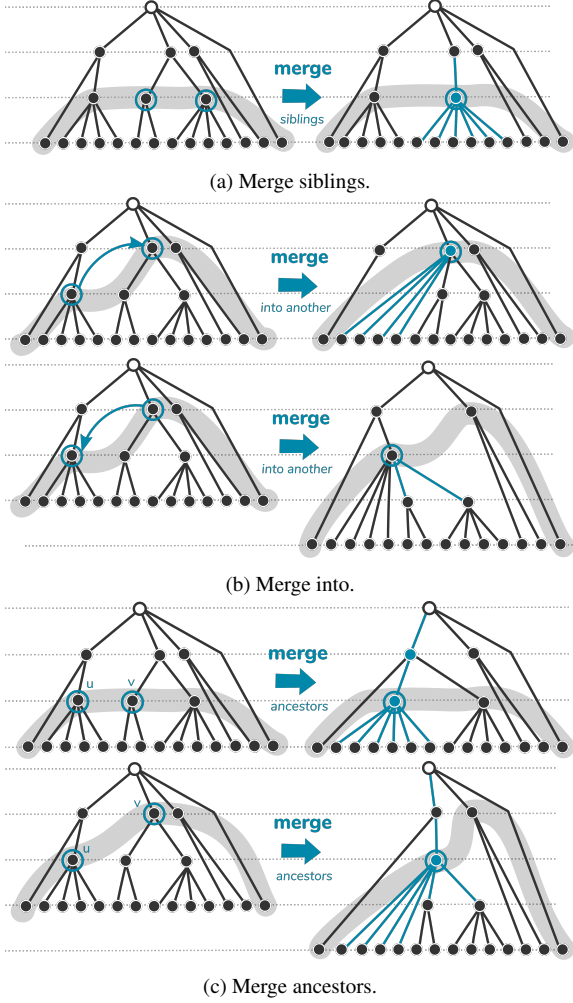 merge
siblings
(a) Merge siblings.
merge
into another
merge
into another
(b) Merge into.
u
v
merge
ancestors
v
u
merge
ancestors
(c) Merge ancestors.